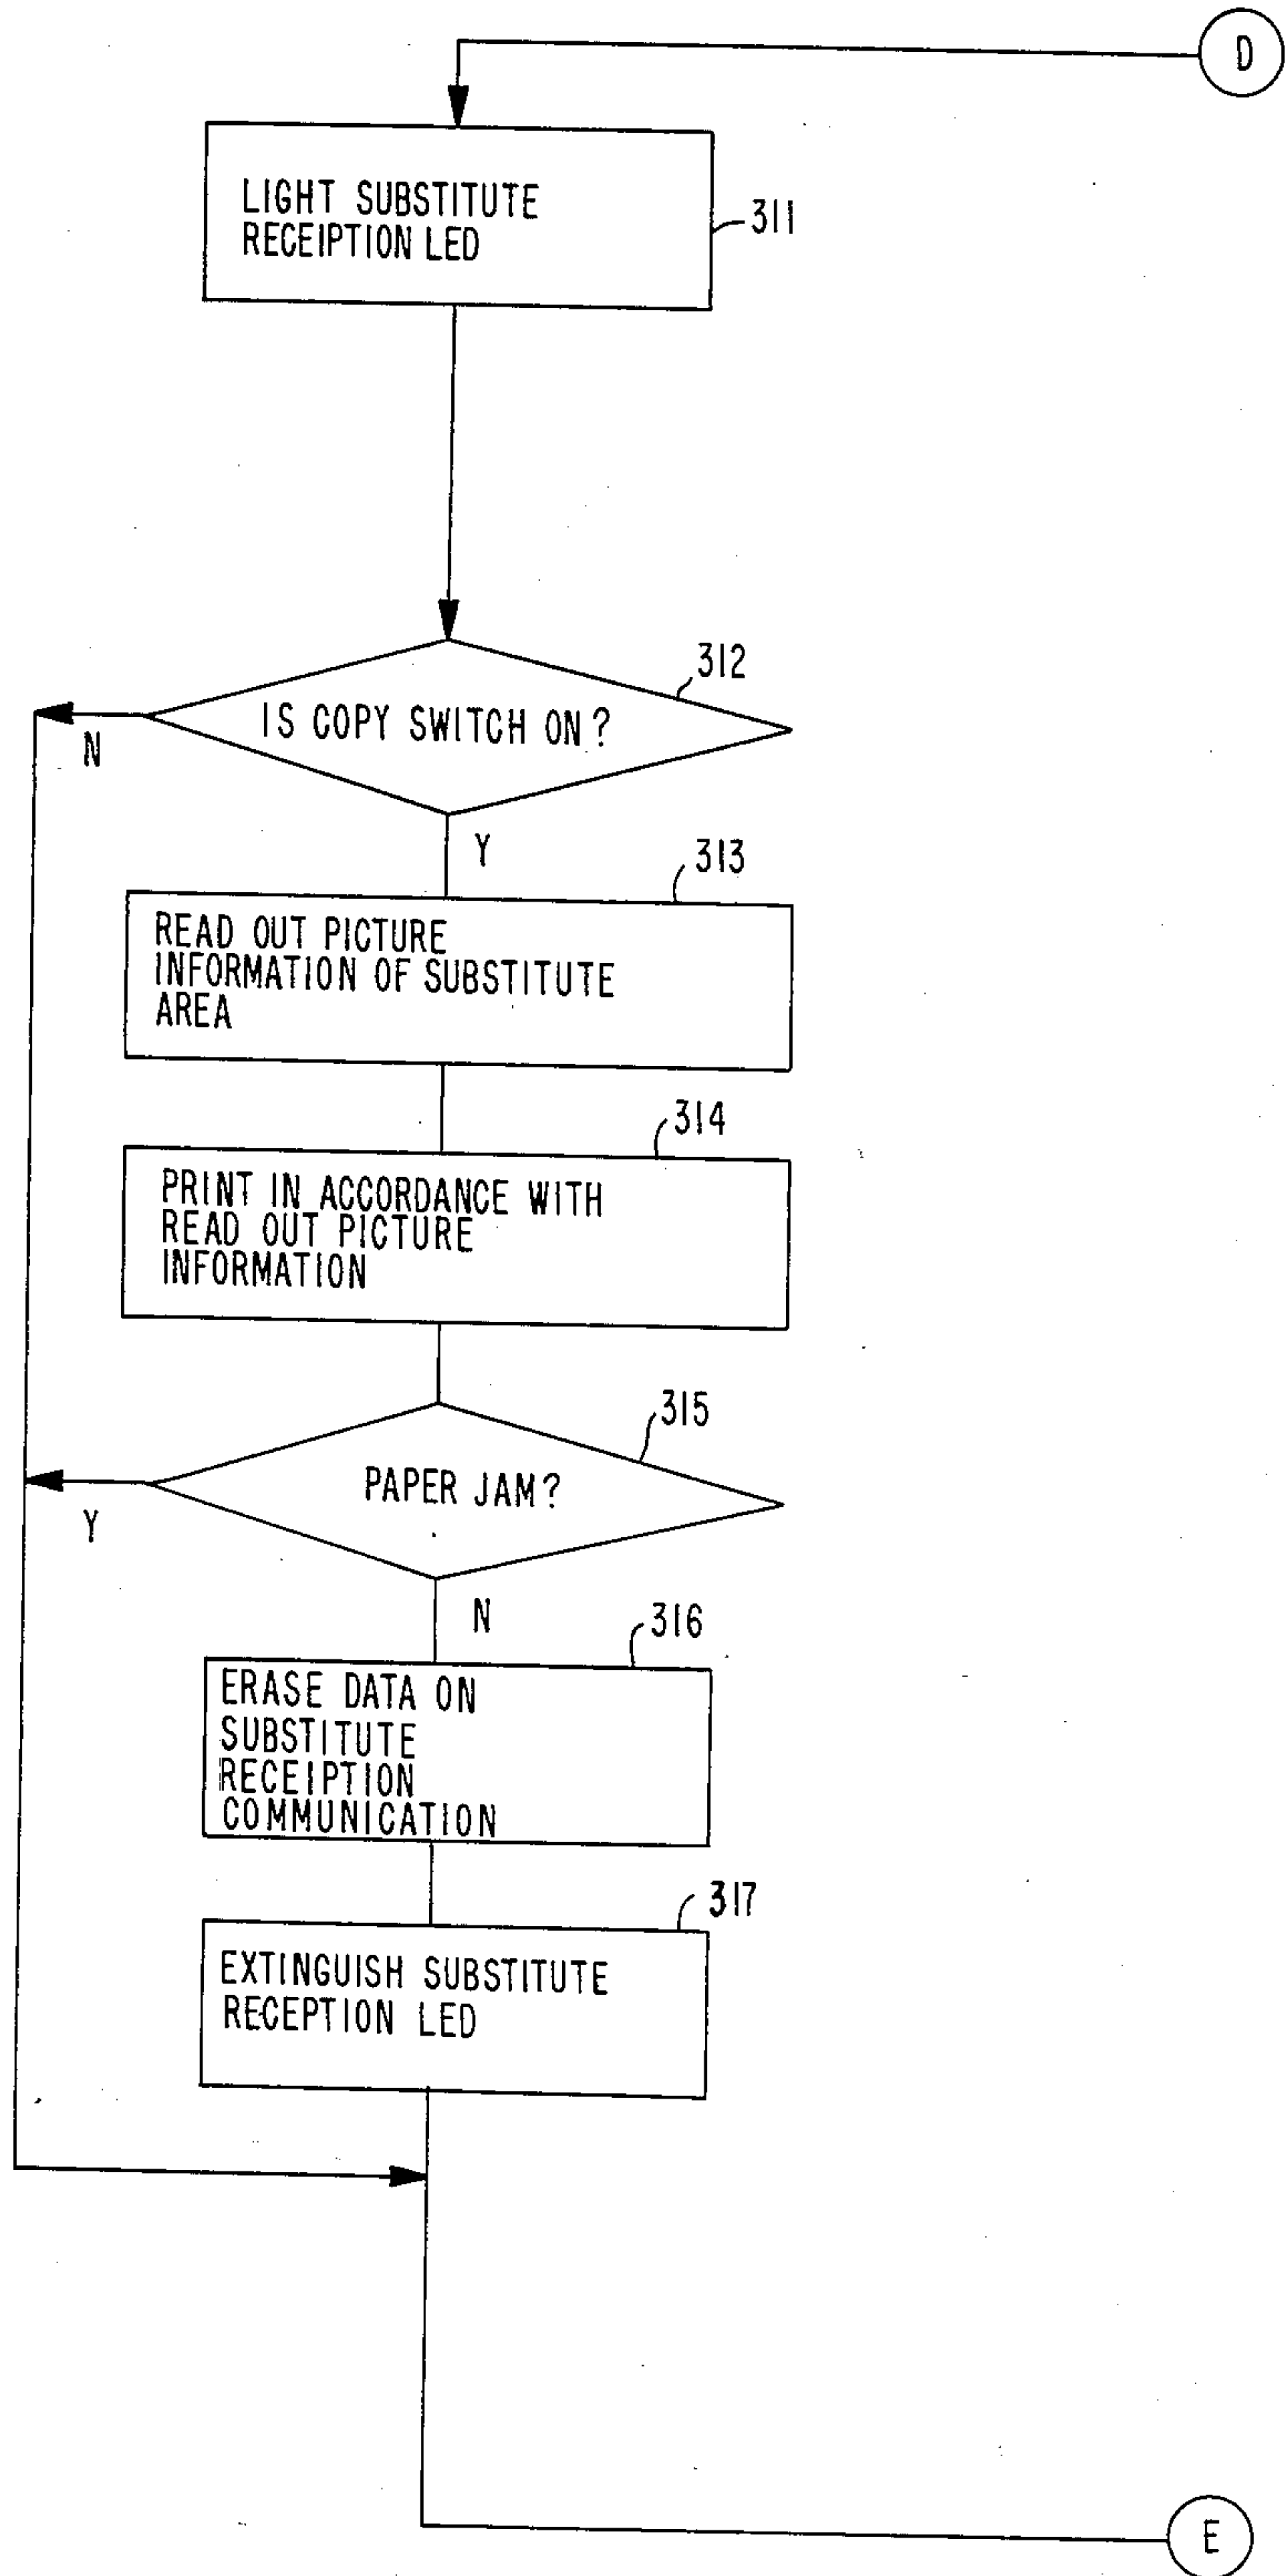 D
LIGHT SUBSTITUTE
RECEIPTION LED
311
312
IS COPY SWITCH ON?
N
Y
313
READ OUT PICTURE
INFORMATION OF SUBSTITUTE
AREA
314
PRINT IN ACCORDANCE WITH
READ OUT PICTURE
INFORMATION
315
PAPER JAM?
Y
N
316
ERASE DATA ON
SUBSTITUTE
RECEIPTION
COMMUNICATION
317
EXTINGUISH SUBSTITUTE
RECEPTION LED
E